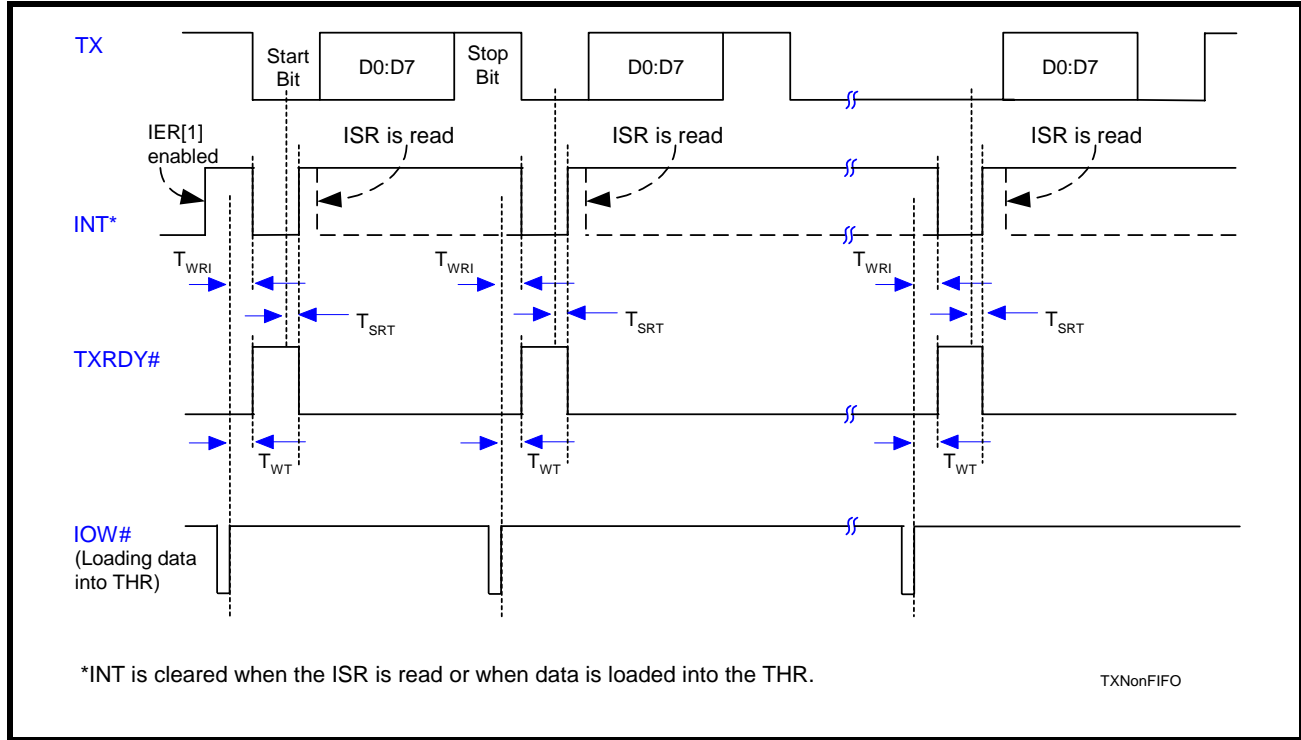 TX
Start
Bit
D0:D7
Stop
Bit
D0:D7
D0:D7
IER[1]
enabled
ISR is read
ISR is read
ISR is read
INT*
TWRI
TWRI
TWRI
TSRT
TSRT
TSRT
TXRDY#
TWT
TWT
TWT
IOW#
(Loading data
into THR)
*INT is cleared when the ISR is read or when data is loaded into the THR.
TXNonFIFO